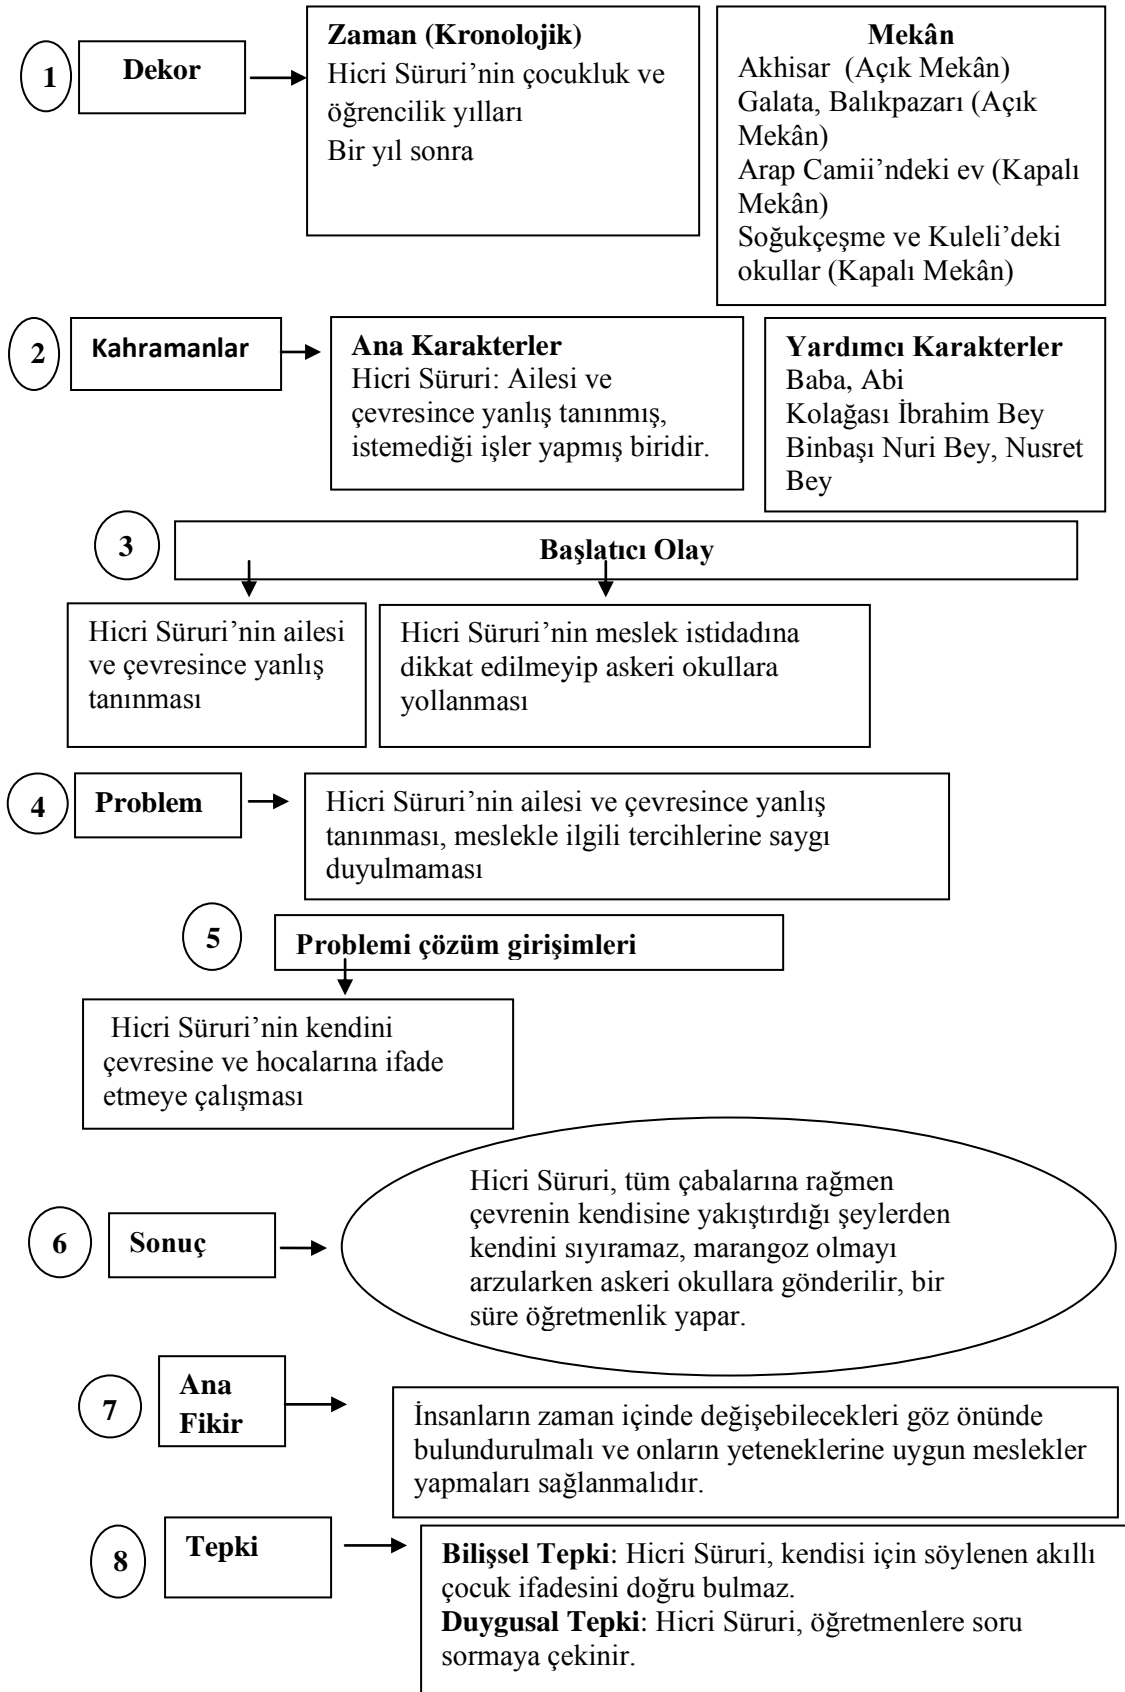 1
Dekor
Zaman (Kronolojik)
Hicri Süruri’nin çocukluk ve
öğrencilik yılları
Bir yıl sonra
Mekân
Akhisar (Açık Mekân)
Galata, Balıkpazarı (Açık
Mekân)
Arap Camii’ndeki ev (Kapalı
Mekân)
Soğukçeşme ve Kuleli’deki
okullar (Kapalı Mekân)
2
Kahramanlar
Ana Karakterler
Hicri Süruri: Ailesi ve
çevresince yanlış tanınmış,
istemediği işler yapmış biridir.
Yardımcı Karakterler
Baba, Abi
Kolağası İbrahim Bey
Binbaşı Nuri Bey, Nusret
Bey
3
Başlatıcı Olay
Hicri Süruri’nin ailesi
ve çevresince yanlış
tanınması
Hicri Süruri’nin meslek istidadına
dikkat edilmeyip askeri okullara
yollanması
4
Problem
Hicri Süruri’nin ailesi ve çevresince yanlış
tanınması, meslekle ilgili tercihlerine saygı
duyulmaması
5
Problemi çözüm girişimleri
Hicri Süruri’nin kendini
çevresine ve hocalarına ifade
etmeye çalışması
6
Sonuç
Hicri Süruri, tüm çabalarına rağmen
çevrenin kendisine yakıştırdığı şeylerden
kendini sıyıramaz, marangoz olmayı
arzularken askeri okullara gönderilir, bir
süre öğretmenlik yapar.
7
Ana
Fikir
İnsanların zaman içinde değişebilecekleri göz önünde
bulundurulmalı ve onların yeteneklerine uygun meslekler
yapmaları sağlanmalıdır.
8
Tepki
Bilişsel Tepki: Hicri Süruri, kendisi için söylenen akıllı
çocuk ifadesini doğru bulmaz.
Duygusal Tepki: Hicri Süruri, öğretmenlere soru
sormaya çekinir.